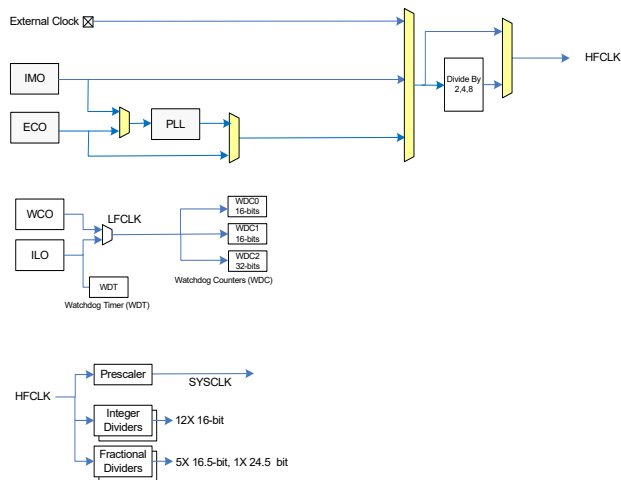 External Clock
HFCLK
IMO
Divide By
2,4,8
ECO
PLL
WCO
LFCLK
WDC0
16-bits
WDC1
16-bits
ILO
WDC2
32-bits
WDT
Watchdog Counters (WDC)
Watchdog Timer (WDT)
Prescaler
SYSCLK
HFCLK
Integer
Dividers
12X 16-bit
Fractional
Dividers
5X 16.5-bit, 1X 24.5 bit